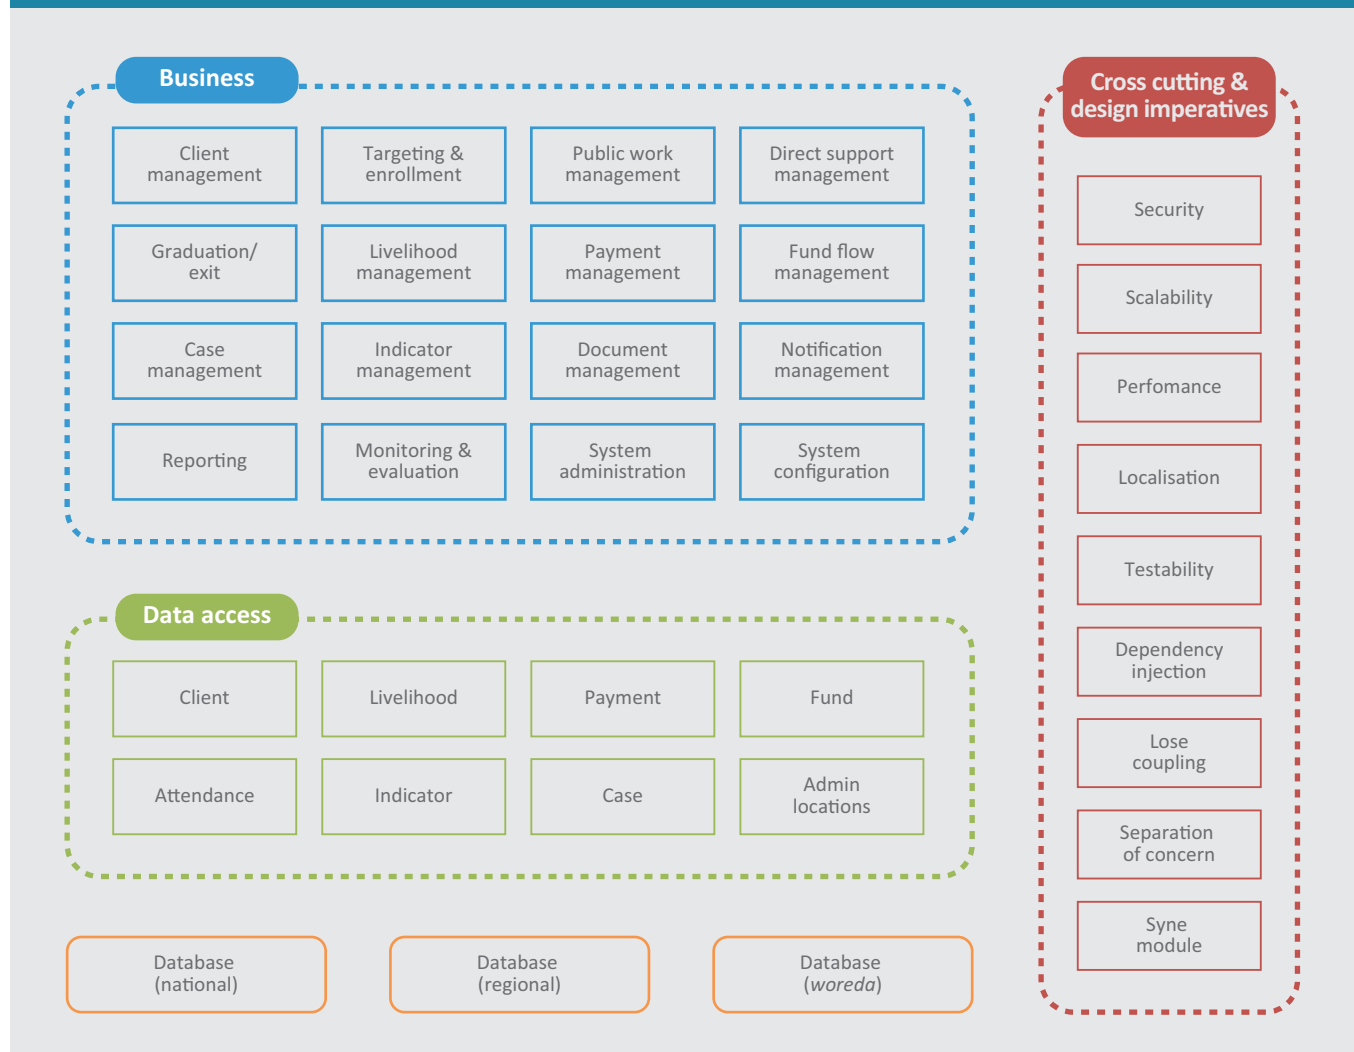 Business
Client
management
Targeting &
enrollment
Public work
management
Direct support
management
Graduation/
exit
Livelihood
management
Payment
management
Fund flow
management
Case
management
Indicator
management
Document
management
Notification
management
Reporting
Monitoring &
evaluation
System
administration
System
configuration
Data access
Client
Livelihood
Payment
Fund
Attendance
Indicator
Case
Admin
locations
Database
(national)
Database
(regional)
Database
(woreda)
Cross cutting &
design imperatives
Security
Scalability
Perfomance
Localisation
Testability
Dependency
injection
Lose
coupling
Separation
of concern
Syne
module